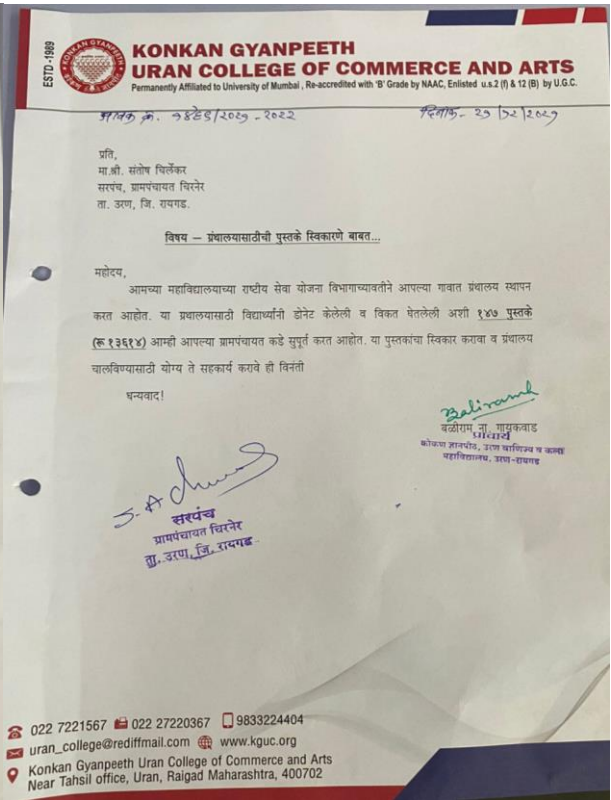 ESTD -1989
KONKAN GYANPEETH
URAN COLLEGE OF COMMERCE AND ARTS
Permanently Affiliated to University of Mumbai , Re-accredited with 'B' Grade by NAAC, Enlisted u.s.2 (f) & 12 (B) by U.G.C.
जावक क्र. १४६६/२०२१-२०२२ दिनांक- २१/१२/२०२१
प्रति,
मा.श्री. संतोष चिर्लेकर
सरपंच, ग्रामपंचायत चिरनेर
ता. उरण, जि. रायगड.
विषय – ग्रंथालयासाठीची पुस्तके स्विकारणे बाबत...
महोदय,
आमच्या महाविद्यालयाच्या राष्टीय सेवा योजना विभागाच्यावतीने आपल्या गावात ग्रंथालय स्थापन
करत आहोत. या प्रथालयासाठी विद्यार्थ्यांनी डोनेट केलेली व विकत घेतलेली अशी १४७ पुस्तके
(रू १३६१४) आम्ही आपल्या ग्रामपंचायत कडे सुपूर्त करत आहोत. या पुस्तकांचा स्विकार करावा व ग्रंथालय
चालविण्यासाठी योग्य ते सहकार्य करावे ही विनंती
धन्यवाद!
बळीराम ना. गायकवाड
प्राचार्य
कोकण ज्ञानपीठ, उरण वाणिज्य व कला
महाविद्यालय, उरण-रायगड
सरपंच
ग्रामपंचायत चिरनेर
ता. उरण, जि. रायगड
022 7221567 022 27220367 9833224404
uran_college@rediffmail.com www.kguc.org
Konkan Gyanpeeth Uran College of Commerce and Arts
Near Tahsil office, Uran, Raigad Maharashtra, 400702